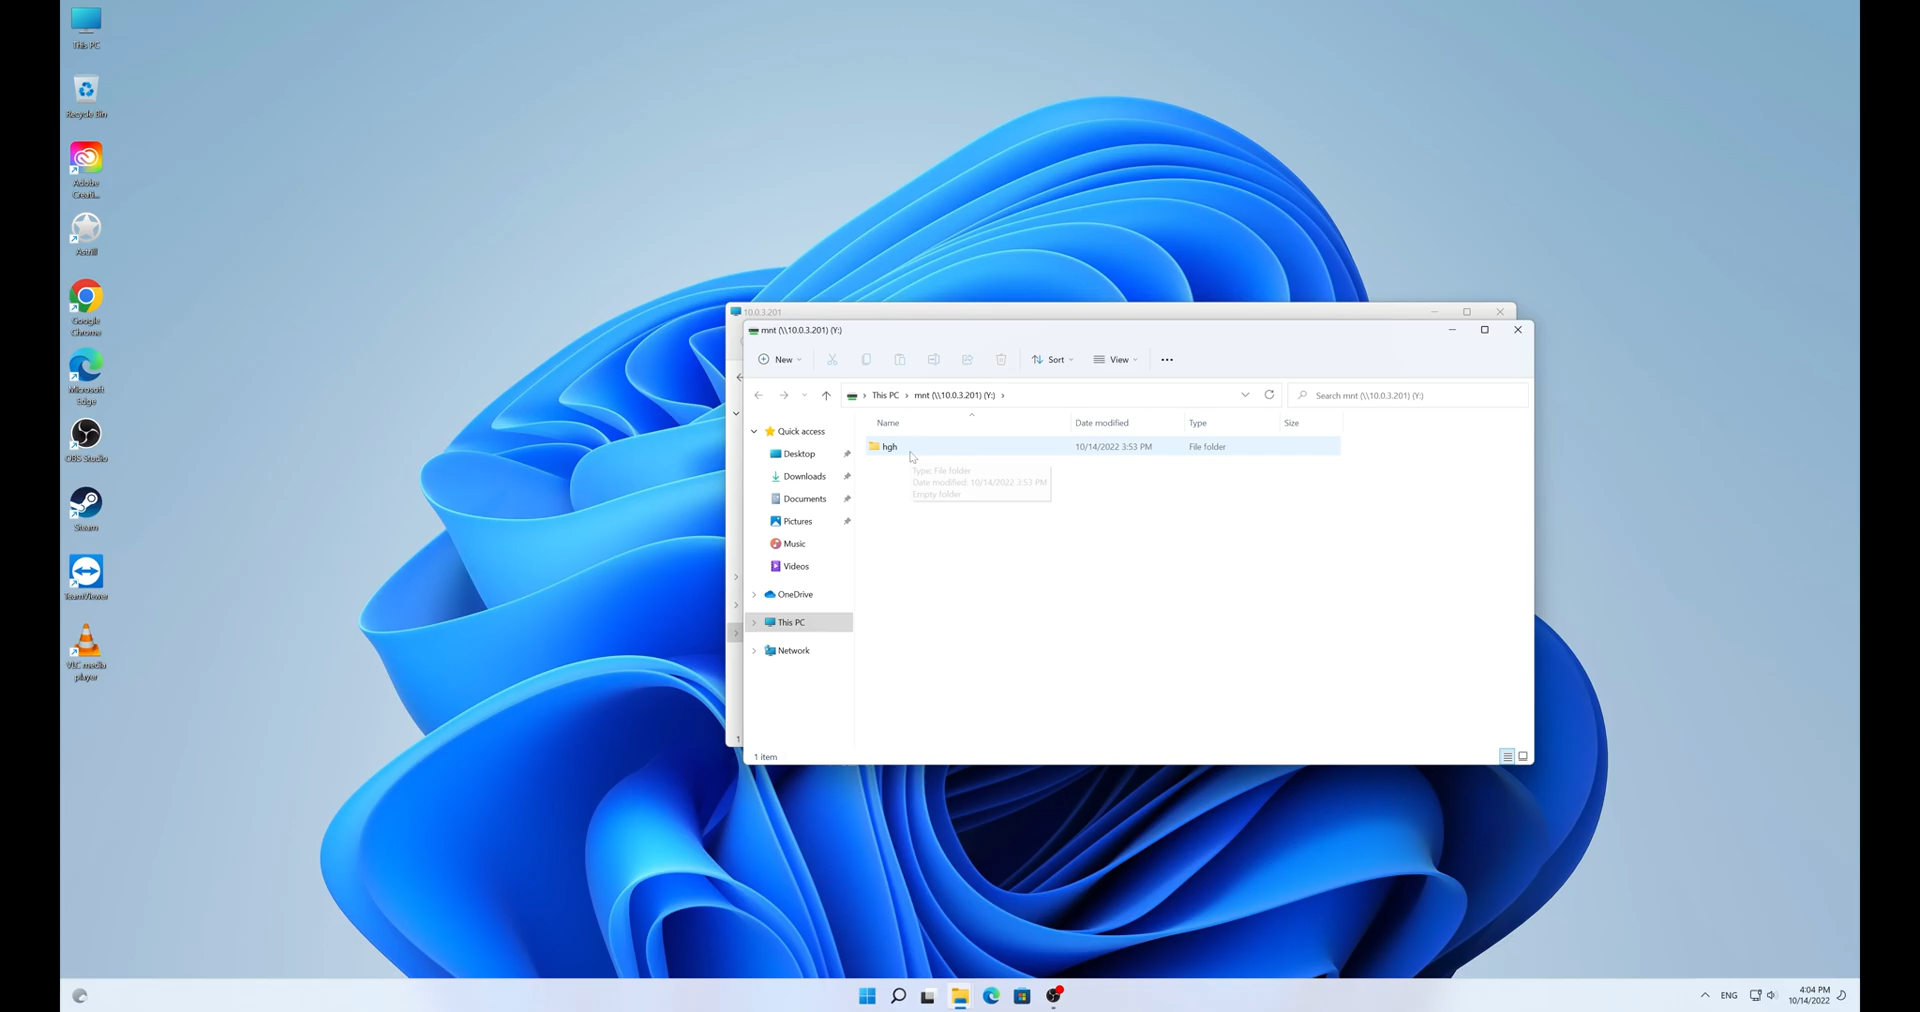 This PC
Recycle Bin
Adobe
Creati...
Astrill
Google
Chrome
Microsoft
Edge
OBS Studio
Steam
TeamViewer
VLC media
player
10.0.3.201
mnt (\\10.0.3.201) (Y:)
New
Sort
View
This PC > mnt (\\10.0.3.201) (Y:) >
Search mnt (\\10.0.3.201) (Y:)
Name Date modified Type Size
hgh 10/14/2022 3:53 PM File folder
Type: File folder
Date modified: 10/14/2022 3:53 PM
Empty folder
Quick access
Desktop
Downloads
Documents
Pictures
Music
Videos
OneDrive
This PC
Network
1
1 item
ENG
4:04 PM
10/14/2022